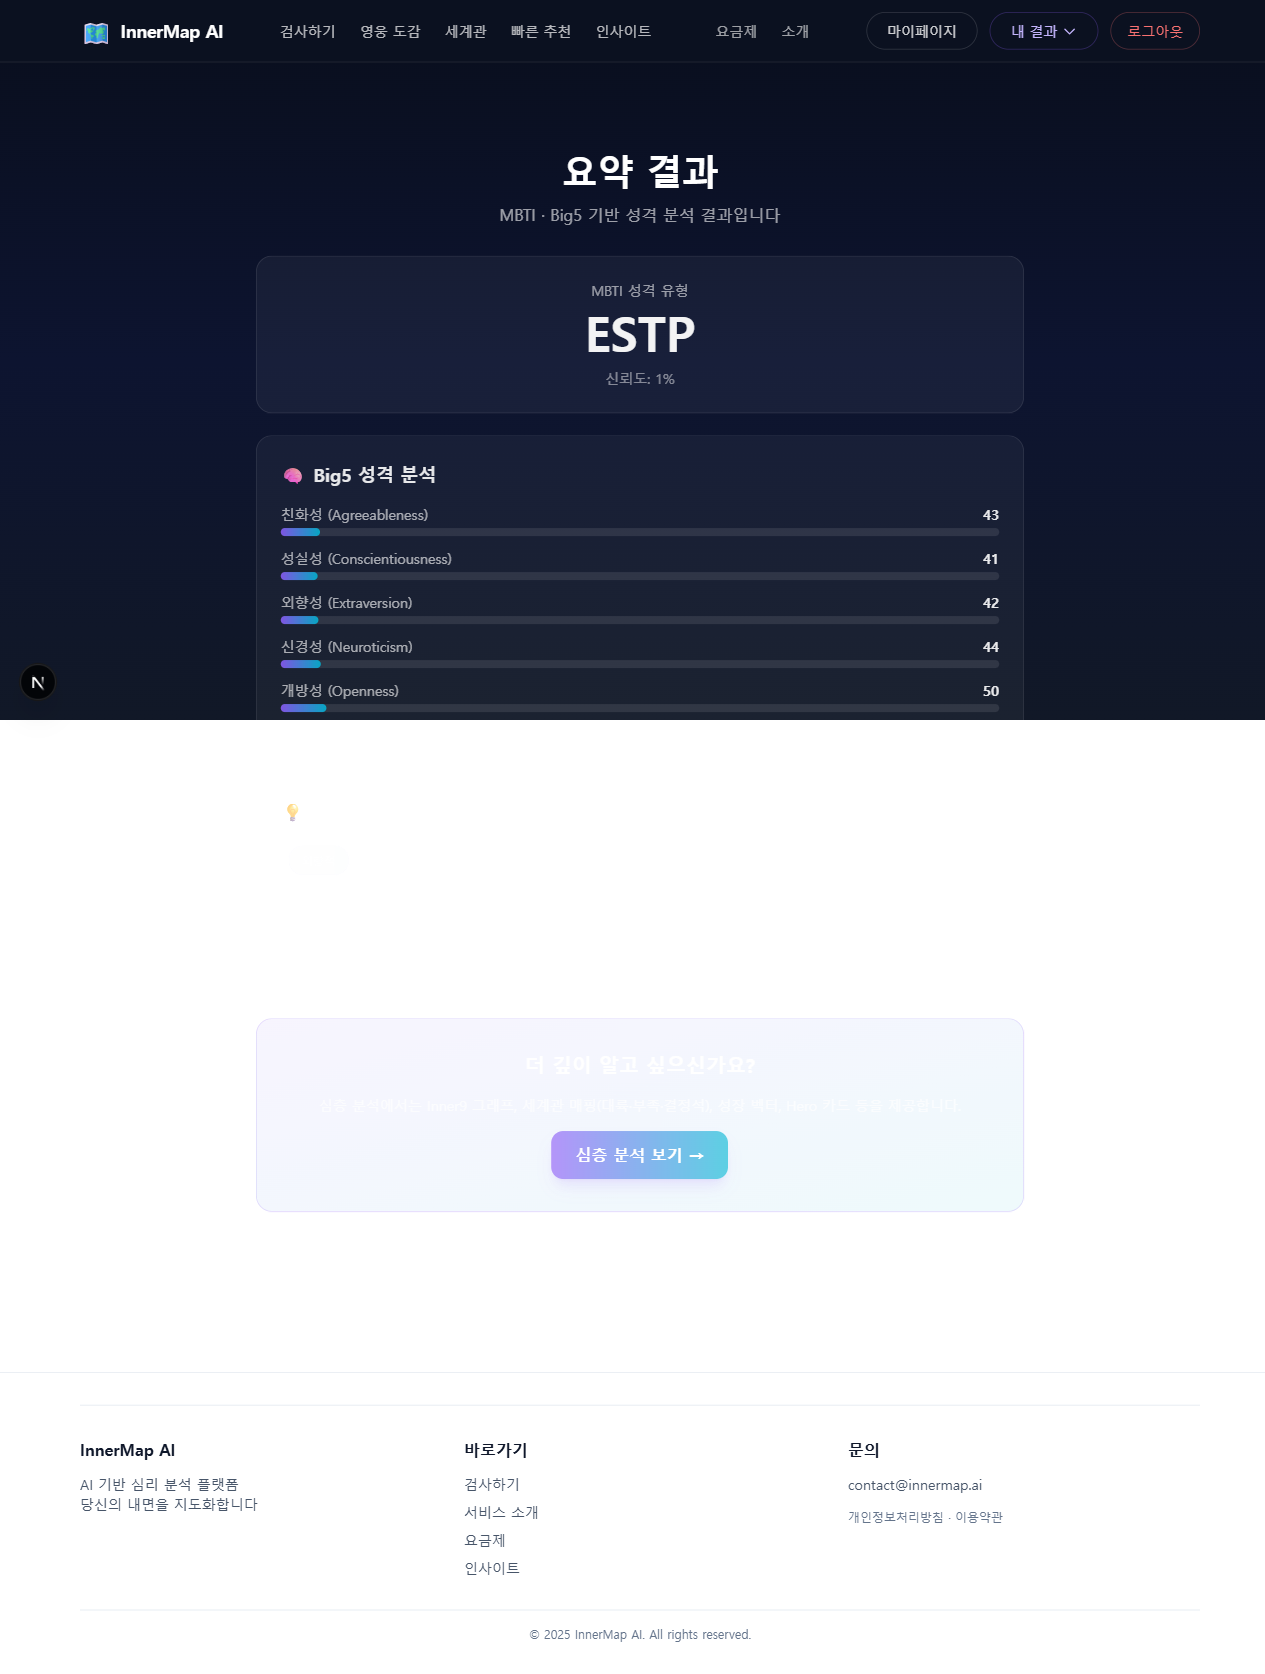 InnerMap AI
검사하기 영웅 도감 세계관 빠른 추천 인사이트 요금제 소개 마이페이지 내 결과 로그아웃
요약 결과
MBTI · Big5 기반 성격 분석 결과입니다
MBTI 성격 유형
ESTP
신뢰도: 1%
Big5 성격 분석
친화성 (Agreeableness) 43
성실성 (Conscientiousness) 41
외향성 (Extraversion) 42
신경성 (Neuroticism) 44
개방성 (Openness) 50
N
더 깊이 알고 싶으신가요?
심층 분석 보기 →
InnerMap AI
AI 기반 심리 분석 플랫폼
당신의 내면을 지도화합니다
바로가기
검사하기
서비스 소개
요금제
인사이트
문의
contact@innermap.ai
개인정보처리방침 · 이용약관
© 2025 InnerMap AI. All rights reserved.